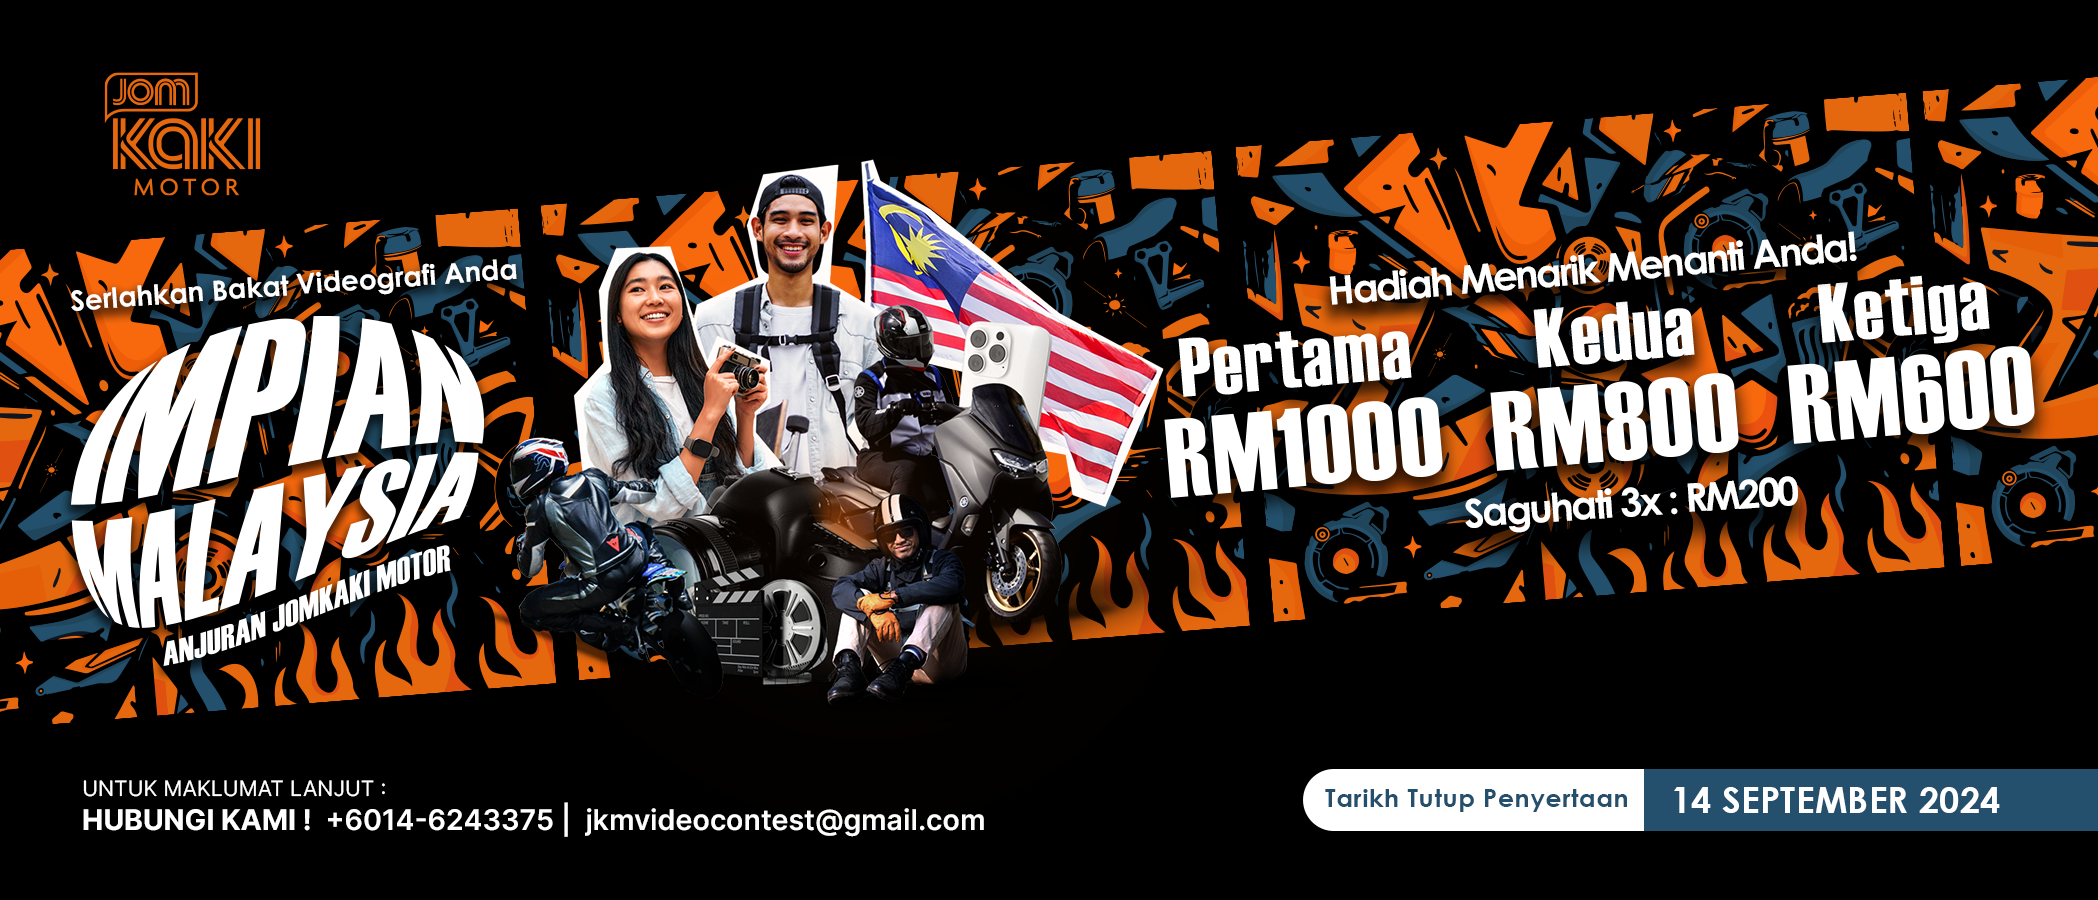 Jom
KAKI
MOTOR
Serlahkan Bakat Videografi Anda
IMPIAN
MALAYSIA
ANJURAN JOMKAKI MOTOR
Hadiah Menarik Menanti Anda!
Pertama
RM1000
Kedua
RM800
Ketiga
RM600
Saguhati 3x : RM200
UNTUK MAKLUMAT LANJUT :
HUBUNGI KAMI ! +6014-6243375 | jkmvideocontest@gmail.com
Tarikh Tutup Penyertaan 14 SEPTEMBER 2024